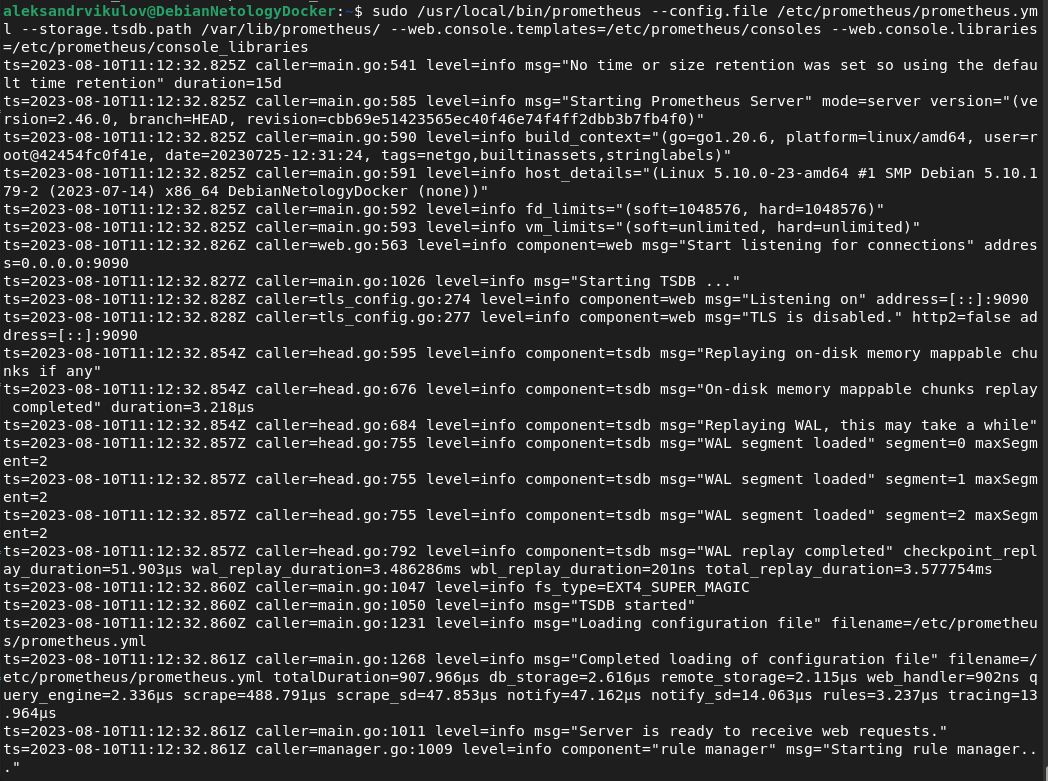 aleksandrvikulov@DebianNetologyDocker:~$ sudo /usr/local/bin/prometheus --config.file /etc/prometheus/prometheus.ym
l --storage.tsdb.path /var/lib/prometheus/ --web.console.templates=/etc/prometheus/consoles --web.console.libraries
=/etc/prometheus/console_libraries
ts=2023-08-10T11:12:32.825Z caller=main.go:541 level=info msg="No time or size retention was set so using the defau
lt time retention" duration=15d
ts=2023-08-10T11:12:32.825Z caller=main.go:585 level=info msg="Starting Prometheus Server" mode=server version="(ve
rsion=2.46.0, branch=HEAD, revision=cbb69e51423565ec40f46e74f4ff2dbb3b7fb4f0)"
ts=2023-08-10T11:12:32.825Z caller=main.go:590 level=info build_context="(go=go1.20.6, platform=linux/amd64, user=r
oot@42454fc0f41e, date=20230725-12:31:24, tags=netgo,builtinassets,stringlabels)"
ts=2023-08-10T11:12:32.825Z caller=main.go:591 level=info host_details="(Linux 5.10.0-23-amd64 #1 SMP Debian 5.10.1
79-2 (2023-07-14) x86_64 DebianNetologyDocker (none))"
ts=2023-08-10T11:12:32.825Z caller=main.go:592 level=info fd_limits="(soft=1048576, hard=1048576)"
ts=2023-08-10T11:12:32.825Z caller=main.go:593 level=info vm_limits="(soft=unlimited, hard=unlimited)"
ts=2023-08-10T11:12:32.826Z caller=web.go:563 level=info component=web msg="Start listening for connections" addres
s=0.0.0.0:9090
ts=2023-08-10T11:12:32.827Z caller=main.go:1026 level=info msg="Starting TSDB ..."
ts=2023-08-10T11:12:32.828Z caller=tls_config.go:274 level=info component=web msg="Listening on" address=[::]:9090
ts=2023-08-10T11:12:32.828Z caller=tls_config.go:277 level=info component=web msg="TLS is disabled." http2=false ad
dress=[::]:9090
ts=2023-08-10T11:12:32.854Z caller=head.go:595 level=info component=tsdb msg="Replaying on-disk memory mappable chu
nks if any"
ts=2023-08-10T11:12:32.854Z caller=head.go:676 level=info component=tsdb msg="On-disk memory mappable chunks replay
 completed" duration=3.218µs
ts=2023-08-10T11:12:32.854Z caller=head.go:684 level=info component=tsdb msg="Replaying WAL, this may take a while"
ts=2023-08-10T11:12:32.857Z caller=head.go:755 level=info component=tsdb msg="WAL segment loaded" segment=0 maxSegm
ent=2
ts=2023-08-10T11:12:32.857Z caller=head.go:755 level=info component=tsdb msg="WAL segment loaded" segment=1 maxSegm
ent=2
ts=2023-08-10T11:12:32.857Z caller=head.go:755 level=info component=tsdb msg="WAL segment loaded" segment=2 maxSegm
ent=2
ts=2023-08-10T11:12:32.857Z caller=head.go:792 level=info component=tsdb msg="WAL replay completed" checkpoint_repl
ay_duration=51.903µs wal_replay_duration=3.486286ms wbl_replay_duration=201ns total_replay_duration=3.577754ms
ts=2023-08-10T11:12:32.860Z caller=main.go:1047 level=info fs_type=EXT4_SUPER_MAGIC
ts=2023-08-10T11:12:32.860Z caller=main.go:1050 level=info msg="TSDB started"
ts=2023-08-10T11:12:32.860Z caller=main.go:1231 level=info msg="Loading configuration file" filename=/etc/prometheu
s/prometheus.yml
ts=2023-08-10T11:12:32.861Z caller=main.go:1268 level=info msg="Completed loading of configuration file" filename=/
etc/prometheus/prometheus.yml totalDuration=907.966µs db_storage=2.616µs remote_storage=2.115µs web_handler=902ns q
uery_engine=2.336µs scrape=488.791µs scrape_sd=47.853µs notify=47.162µs notify_sd=14.063µs rules=3.237µs tracing=13
.964µs
ts=2023-08-10T11:12:32.861Z caller=main.go:1011 level=info msg="Server is ready to receive web requests."
ts=2023-08-10T11:12:32.861Z caller=manager.go:1009 level=info component="rule manager" msg="Starting rule manager..
."